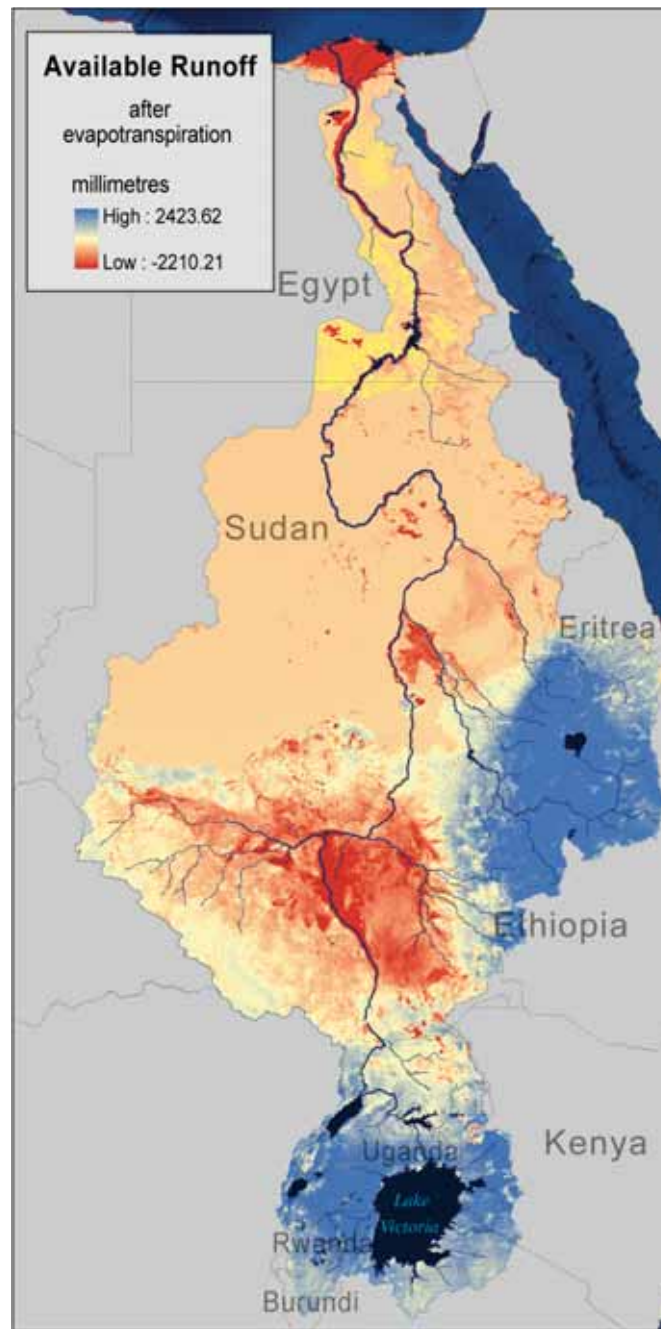 Available Runoff
after
evapotranspiration
millimetres
High : 2423.62
Low : -2210.21
Egypt
Sudan
Eritrea
Ethiopia
Uganda
Kenya
Lake
Victoria
Rwanda
Burundi